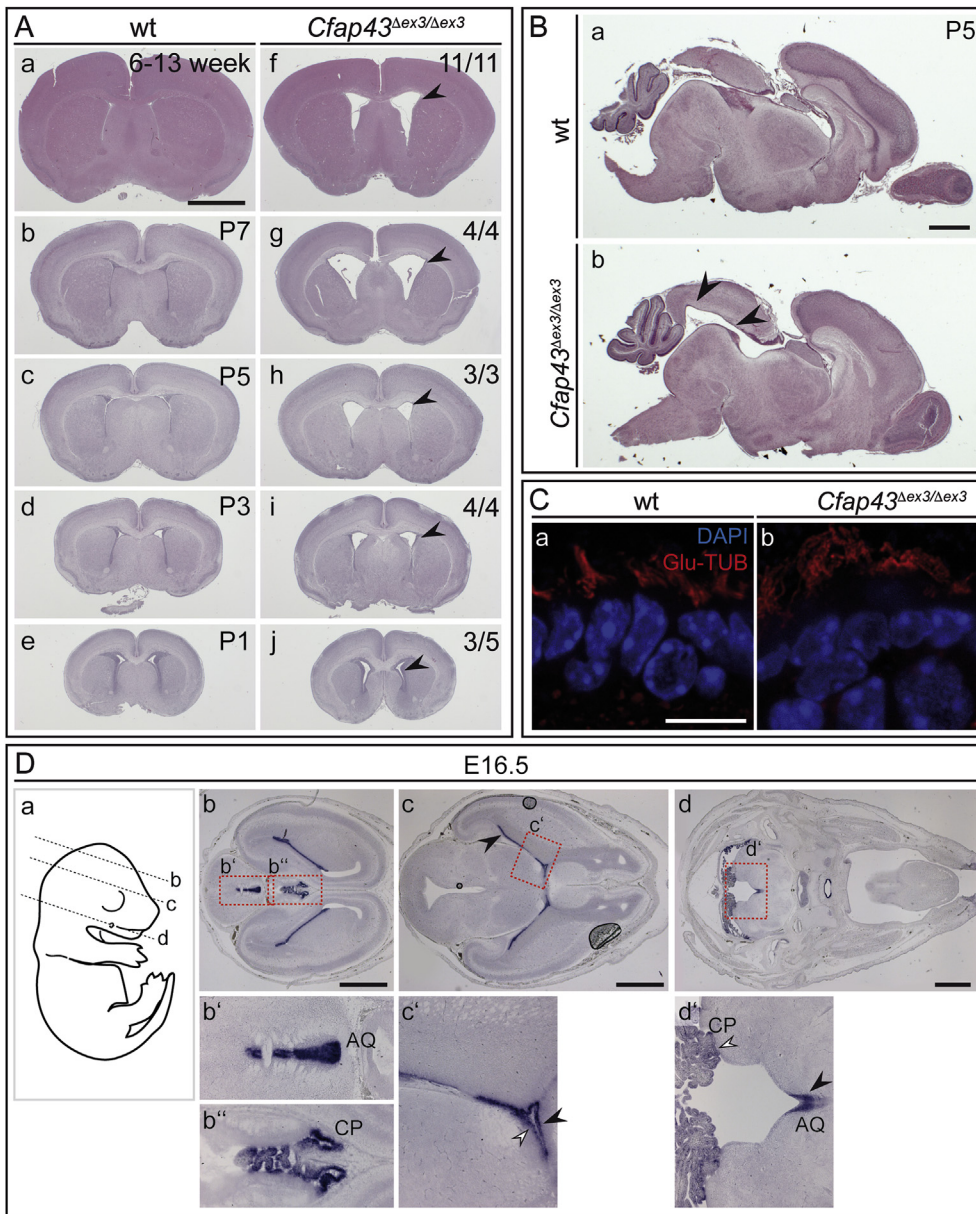 A
wt
Cfap43Δex3/Δex3
a
6-13 week
f
11/11
b
P7
g
4/4
c
P5
h
3/3
d
P3
i
4/4
e
P1
j
3/5
B
wt
a
P5
Cfap43Δex3/Δex3
b
C
wt
Cfap43Δex3/Δex3
a
DAPI
Glu-TUB
b
D
E16.5
a
b
c
d
b
b'
b''
c
c'
d
d'
b'
AQ
b''
CP
c'
d'
CP
AQ